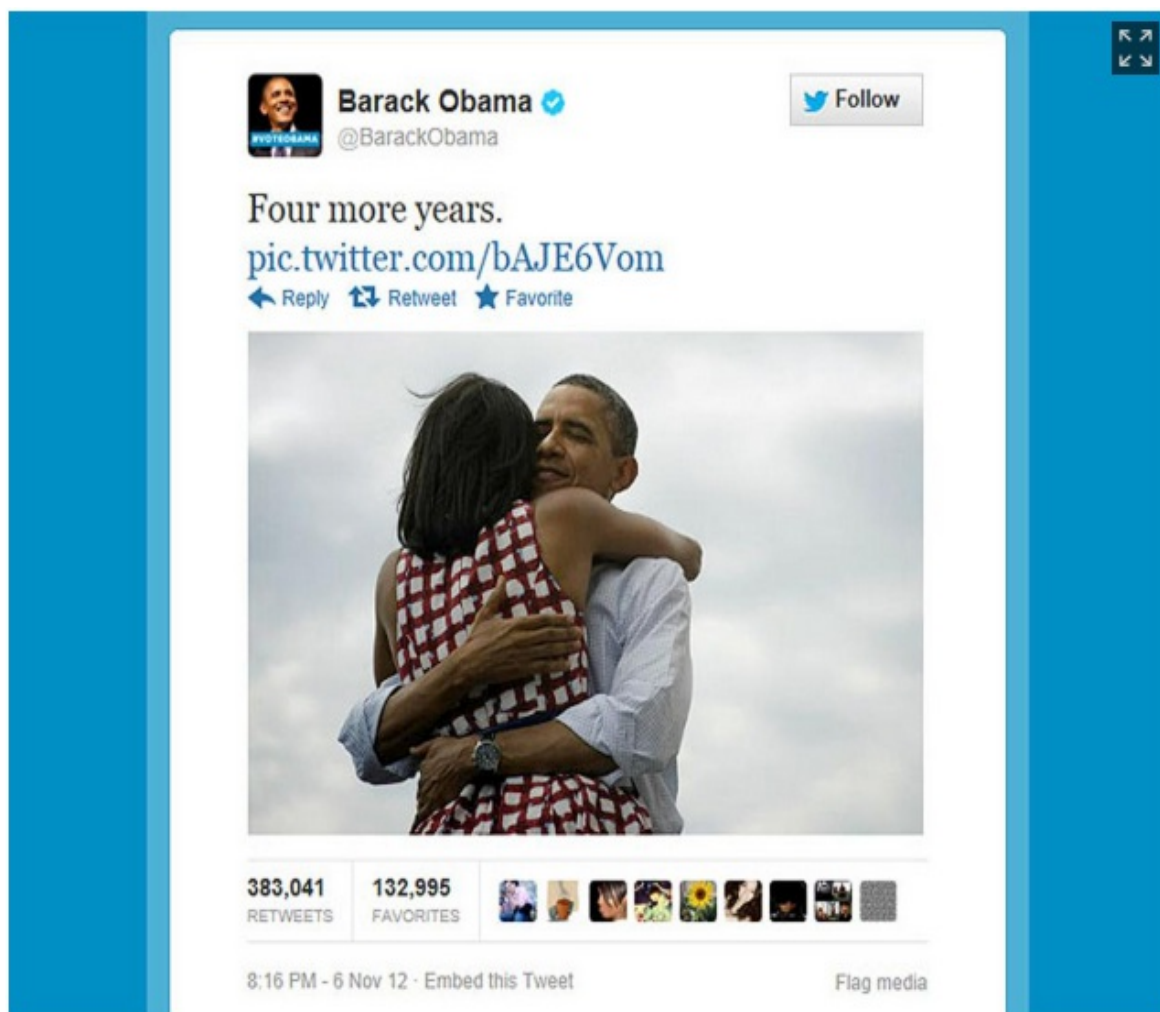 Barack Obama
Follow
#VOTEOBAMA
@BarackObama
Four more years.
pic.twitter.com/bAJE6Vom
Reply Retweet Favorite
383,041 132,995
RETWEETS FAVORITES
8:16 PM - 6 Nov 12 · Embed this Tweet
Flag media